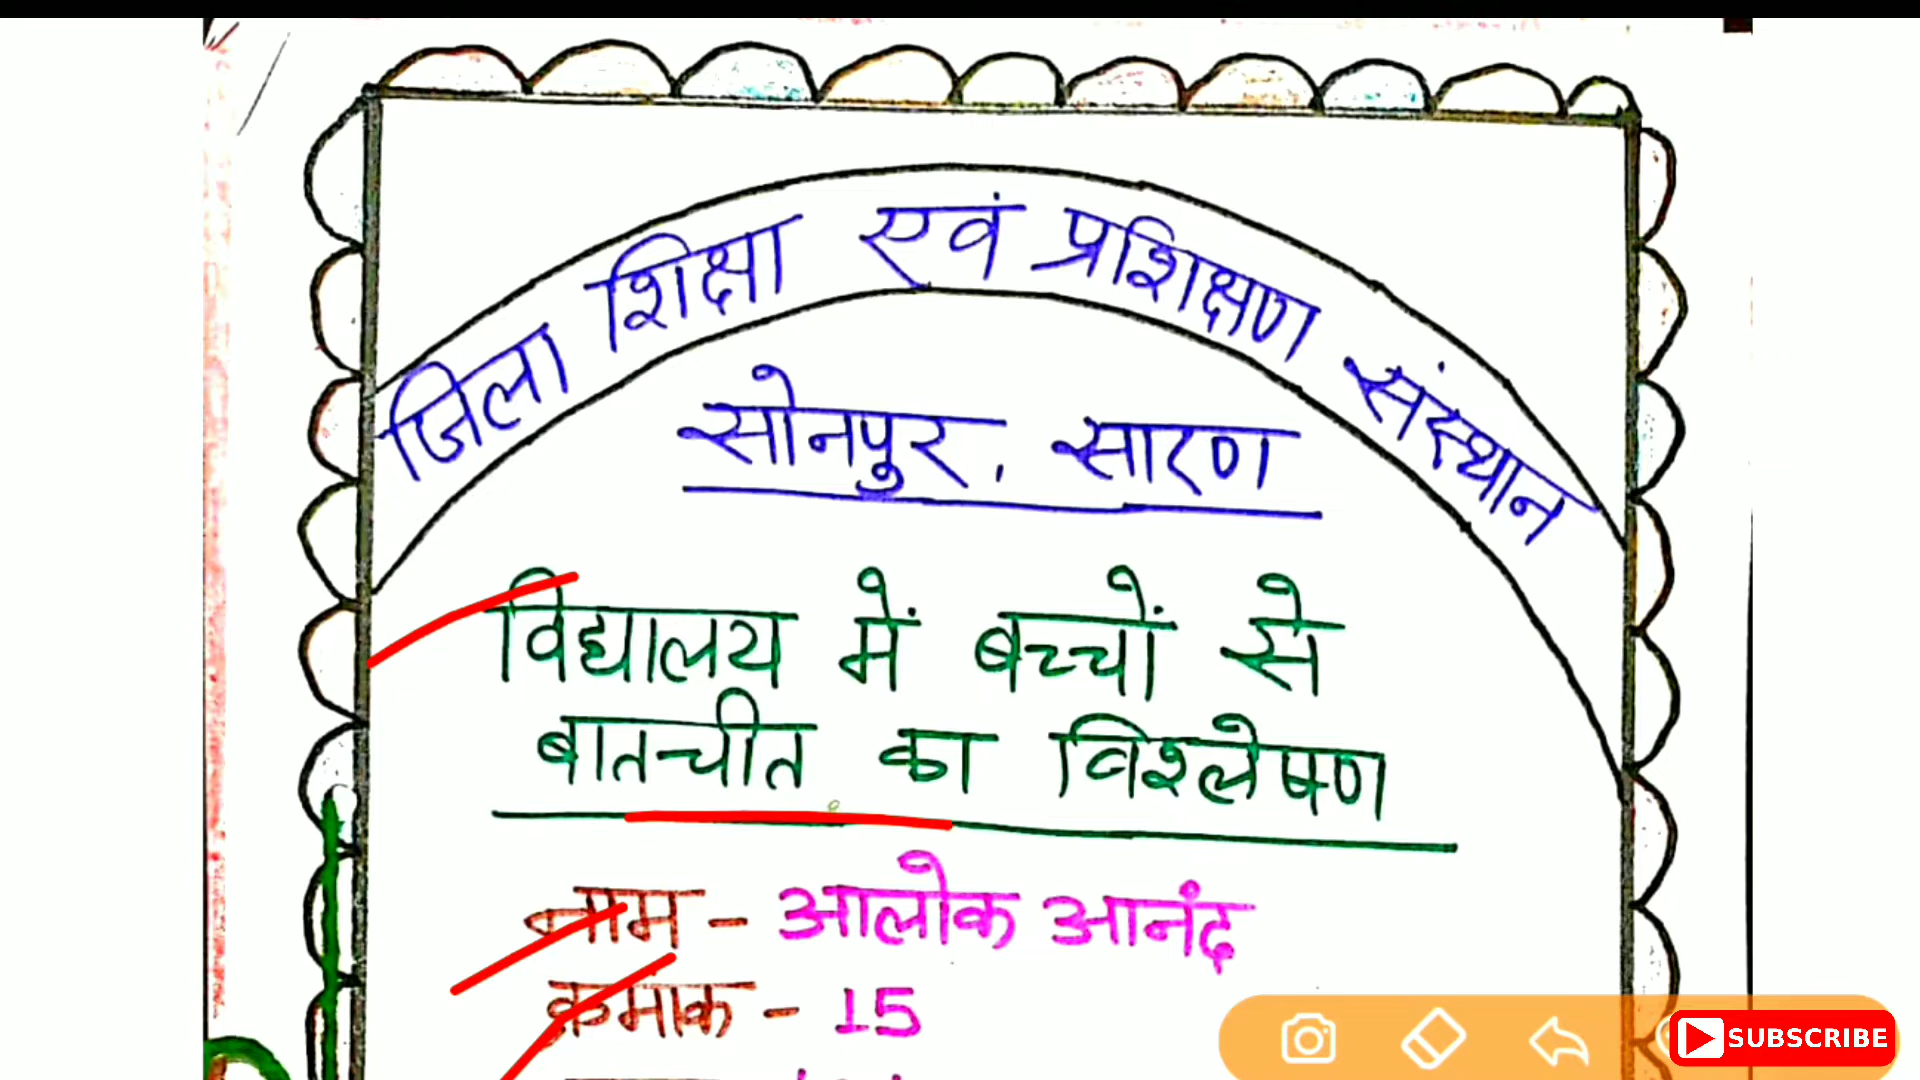 जिला शिक्षा एवं प्रशिक्षण संस्थान
सोनपुर, सारण
विद्यालय में बच्चों से
बातचीत का विश्लेषण
नाम - आलोक आनंद
क्रमांक - 15
SUBSCRIBE